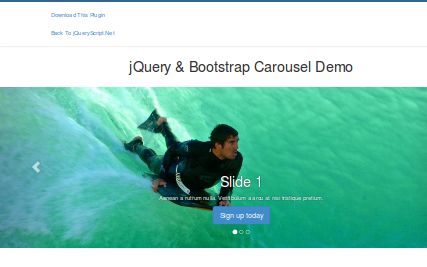 Download This Plugin
Back To jQueryScript.Net
jQuery & Bootstrap Carousel Demo
Slide 1
Aenean a rutrum nulla. Vestibulum a arcu at nisi tristique pretium.
Sign up today